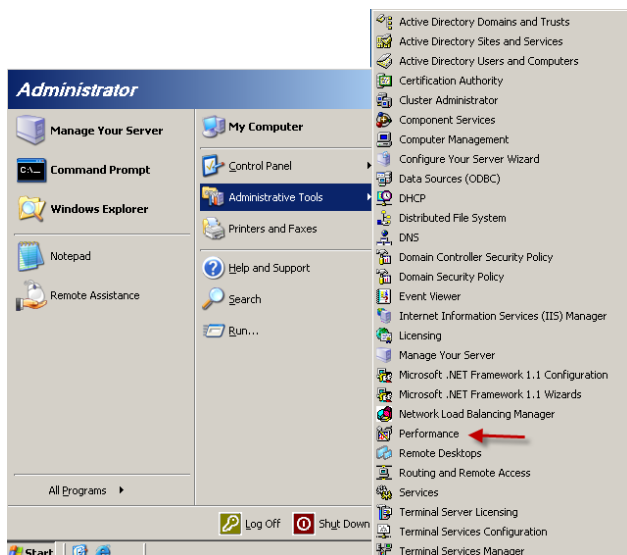 Administrator
Manage Your Server
Command Prompt
Windows Explorer
Notepad
Remote Assistance
All Programs
My Computer
Control Panel
Administrative Tools
Printers and Faxes
Help and Support
Search
Run...
Log Off
Shut Down
Start
Active Directory Domains and Trusts
Active Directory Sites and Services
Active Directory Users and Computers
Certification Authority
Cluster Administrator
Component Services
Computer Management
Configure Your Server Wizard
Data Sources (ODBC)
DHCP
Distributed File System
DNS
Domain Controller Security Policy
Domain Security Policy
Event Viewer
Internet Information Services (IIS) Manager
Licensing
Manage Your Server
Microsoft .NET Framework 1.1 Configuration
Microsoft .NET Framework 1.1 Wizards
Network Load Balancing Manager
Performance
Remote Desktops
Routing and Remote Access
Services
Terminal Server Licensing
Terminal Services Configuration
Terminal Services Manager